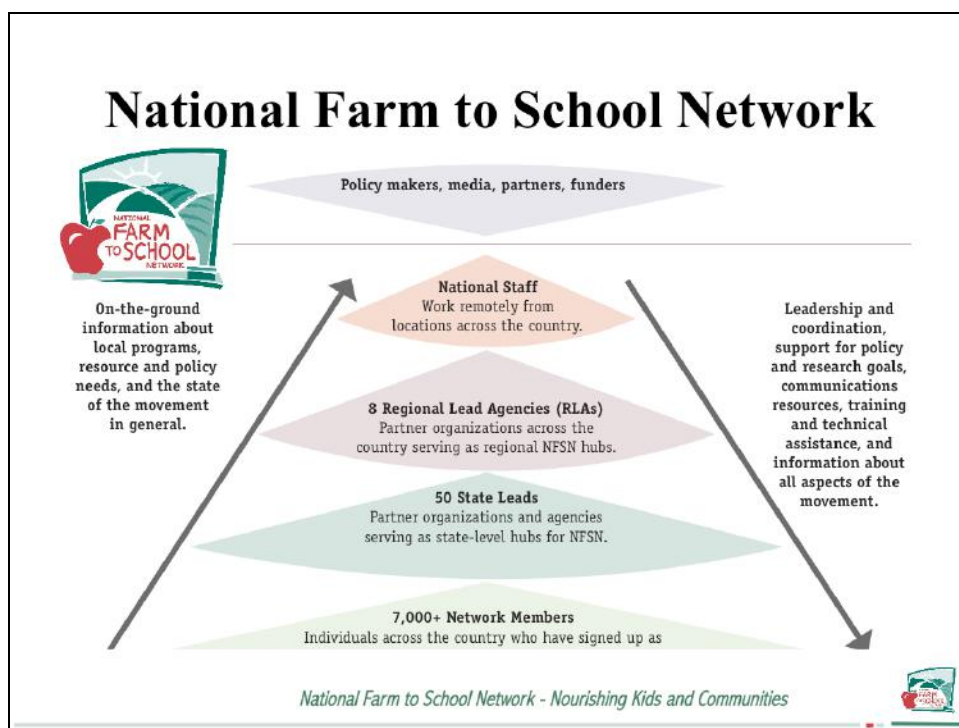 National Farm to School Network
NATIONAL
FARM
TO SCHOOL
NETWORK
Policy makers, media, partners, funders
National Staff
Work remotely from
locations across the country.
On-the-ground
information about
local programs,
resource and policy
needs, and the state
of the movement
in general.
Leadership and
coordination,
support for policy
and research goals,
communications
resources, training
and technical
assistance, and
information about
all aspects of the
movement.
8 Regional Lead Agencies (RLAs)
Partner organizations across the
country serving as regional NFSN hubs.
50 State Leads
Partner organizations and agencies
serving as state-level hubs for NFSN.
7,000+ Network Members
Individuals across the country who have signed up as
National Farm to School Network - Nourishing Kids and Communities
FARM
TO SCHOOL